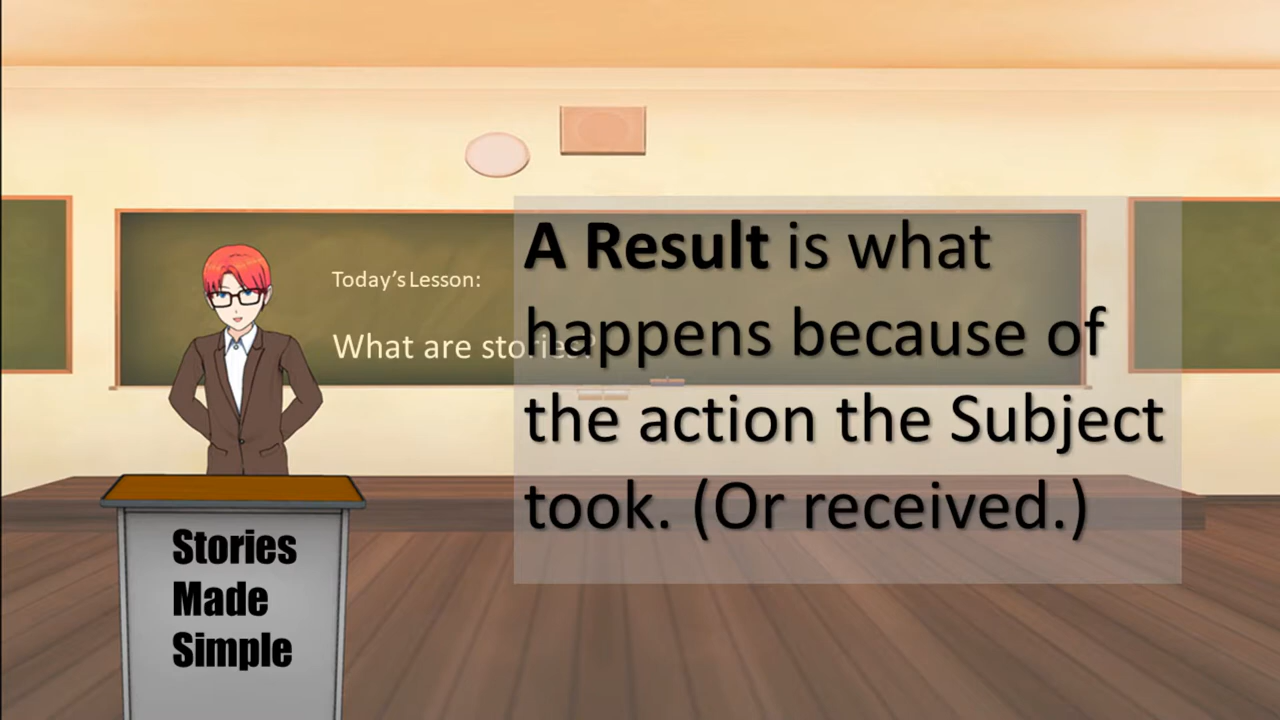 Today's Lesson:
What are stories?
A Result is what
happens because of
the action the Subject
took. (Or received.)
Stories
Made
Simple